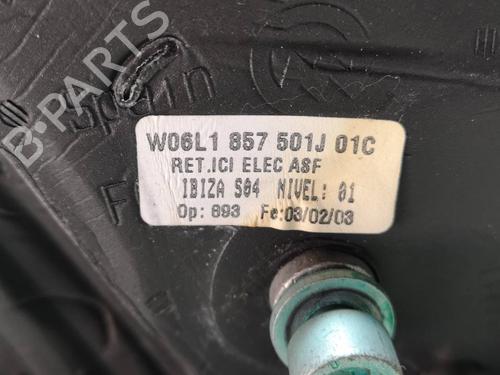 B-PARTS
Spain
W06L1 857 501J 01C
RET.ICI ELEC ASF
IBIZA S04 NIVEL: 01
Op: 893 Fe:03/02/03